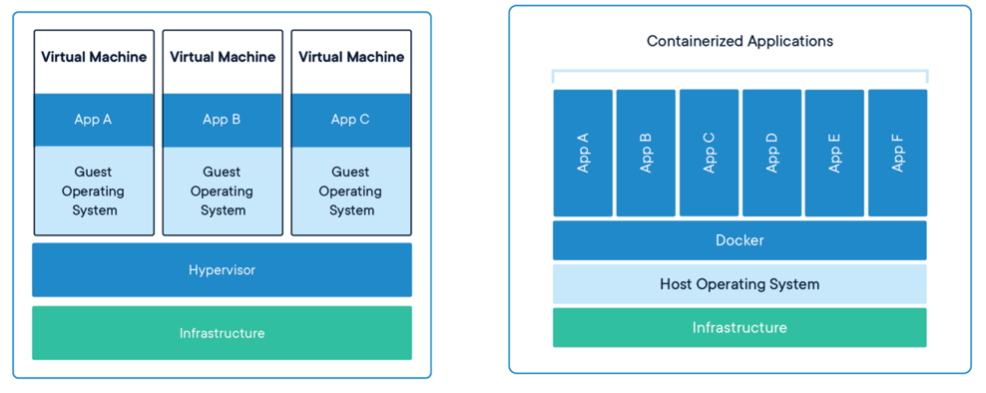 Virtual Machine
Virtual Machine
Virtual Machine
App A
App B
App C
Guest
Operating
System
Guest
Operating
System
Guest
Operating
System
Hypervisor
Infrastructure
Containerized Applications
App A
App B
App C
App D
App E
App F
Docker
Host Operating System
Infrastructure